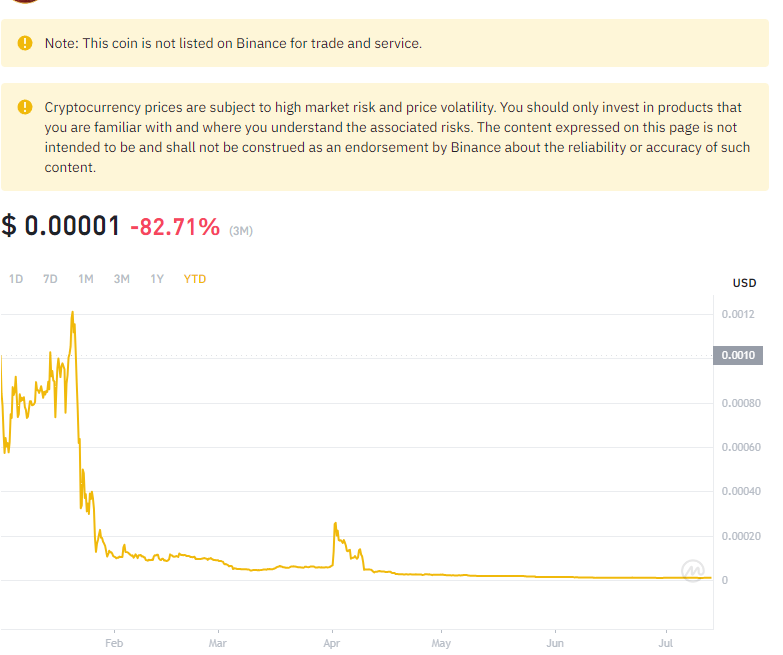 Note: This coin is not listed on Binance for trade and service.
Cryptocurrency prices are subject to high market risk and price volatility. You should only invest in products that
you are familiar with and where you understand the associated risks. The content expressed on this page is not
intended to be and shall not be construed as an endorsement by Binance about the reliability or accuracy of such
content.
$ 0.00001 -82.71% (3M)
1D 7D 1M 3M 1Y YTD
USD
0.0012
0.0010
0.00080
0.00060
0.00040
0.00020
0
Feb Mar Apr May Jun Jul